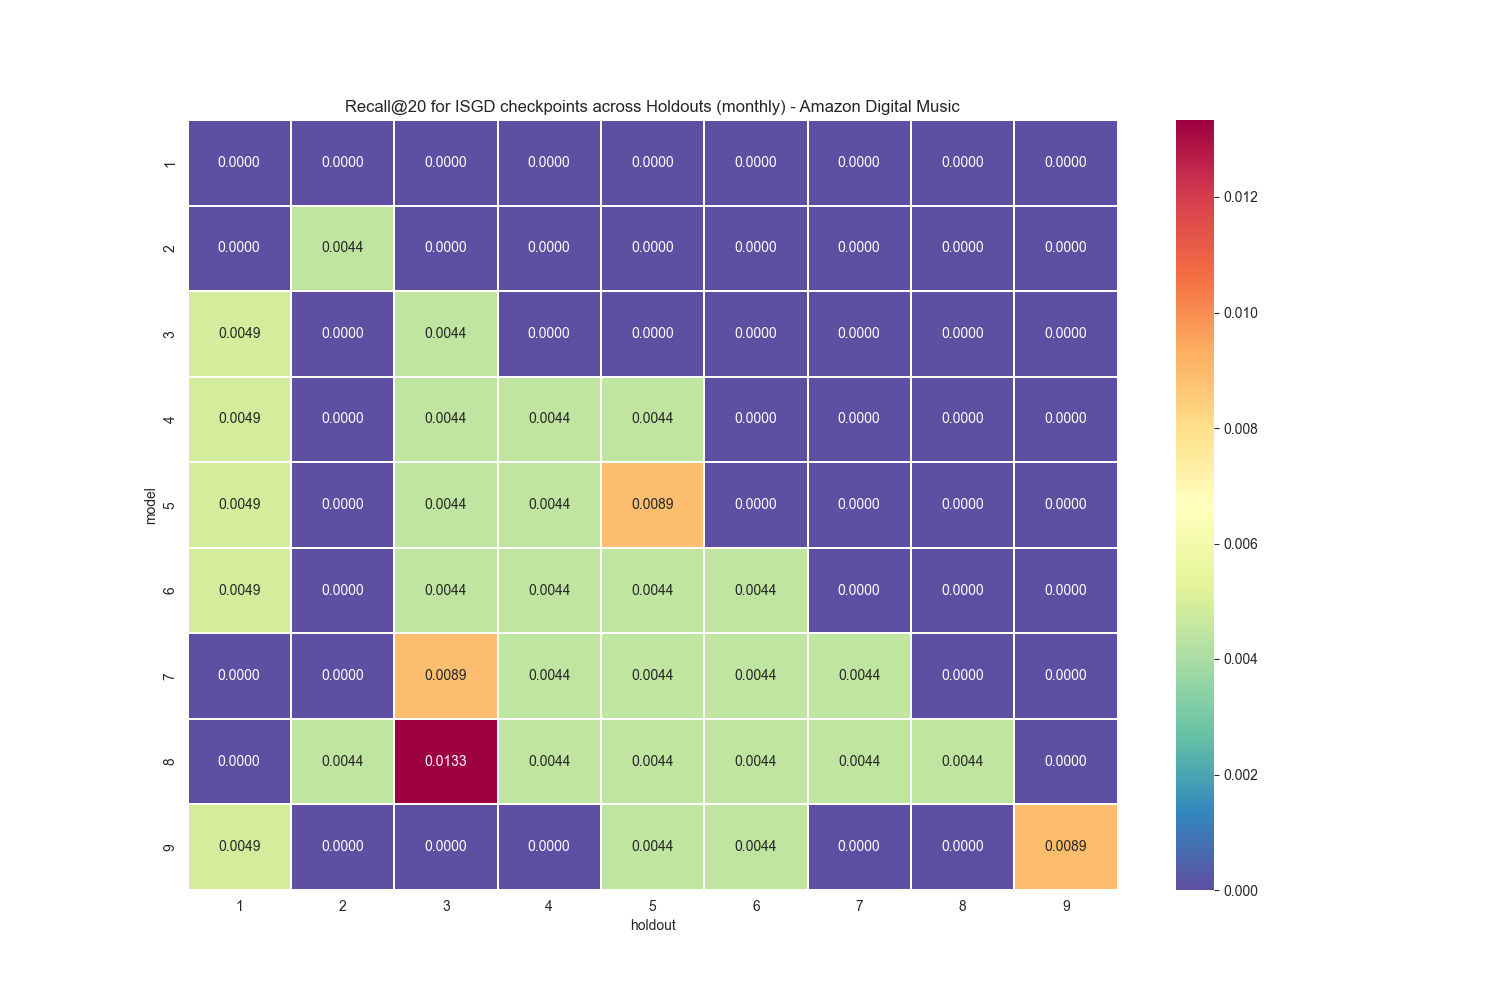 Recall@20 for ISGD checkpoints across Holdouts (monthly) - Amazon Digital Music
1 0.0000 0.0000 0.0000 0.0000 0.0000 0.0000 0.0000 0.0000 0.0000
2 0.0000 0.0044 0.0000 0.0000 0.0000 0.0000 0.0000 0.0000 0.0000
3 0.0049 0.0000 0.0044 0.0000 0.0000 0.0000 0.0000 0.0000 0.0000
4 0.0049 0.0000 0.0044 0.0044 0.0044 0.0000 0.0000 0.0000 0.0000
5 0.0049 0.0000 0.0044 0.0044 0.0089 0.0000 0.0000 0.0000 0.0000
6 0.0049 0.0000 0.0044 0.0044 0.0044 0.0044 0.0000 0.0000 0.0000
7 0.0000 0.0000 0.0089 0.0044 0.0044 0.0044 0.0044 0.0000 0.0000
8 0.0000 0.0044 0.0133 0.0044 0.0044 0.0044 0.0044 0.0044 0.0000
9 0.0049 0.0000 0.0000 0.0000 0.0044 0.0044 0.0000 0.0000 0.0089
1 2 3 4 5 6 7 8 9
holdout
model
0.012
0.010
0.008
0.006
0.004
0.002
0.000